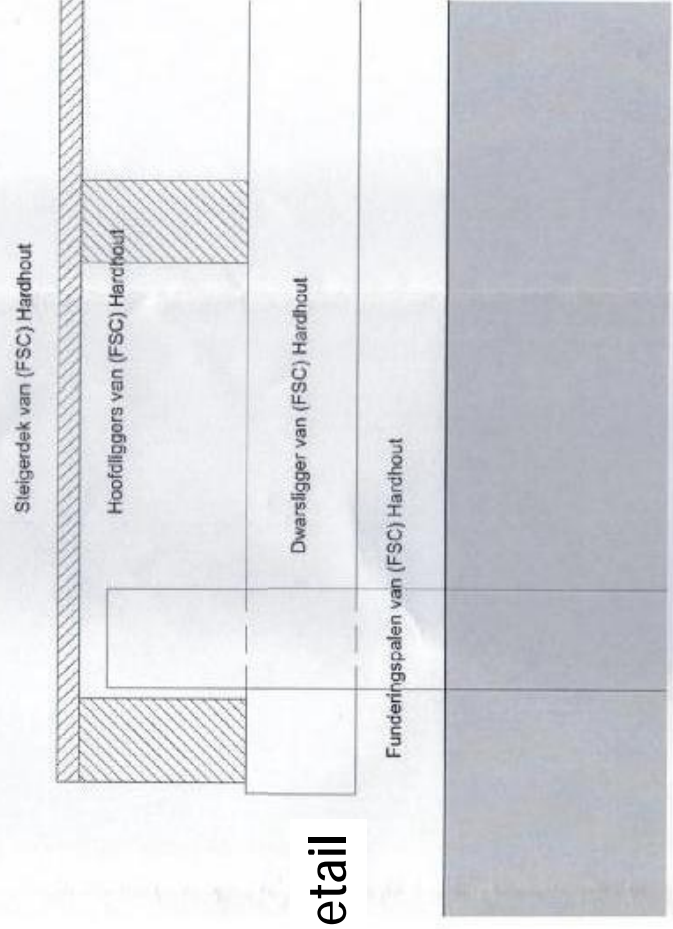 Steigerdek van (FSC) Hardhout
Hoofdliggers van (FSC) Hardhout
Dwarsligger van (FSC) Hardhout
Funderingspalen van (FSC) Hardhout
etail